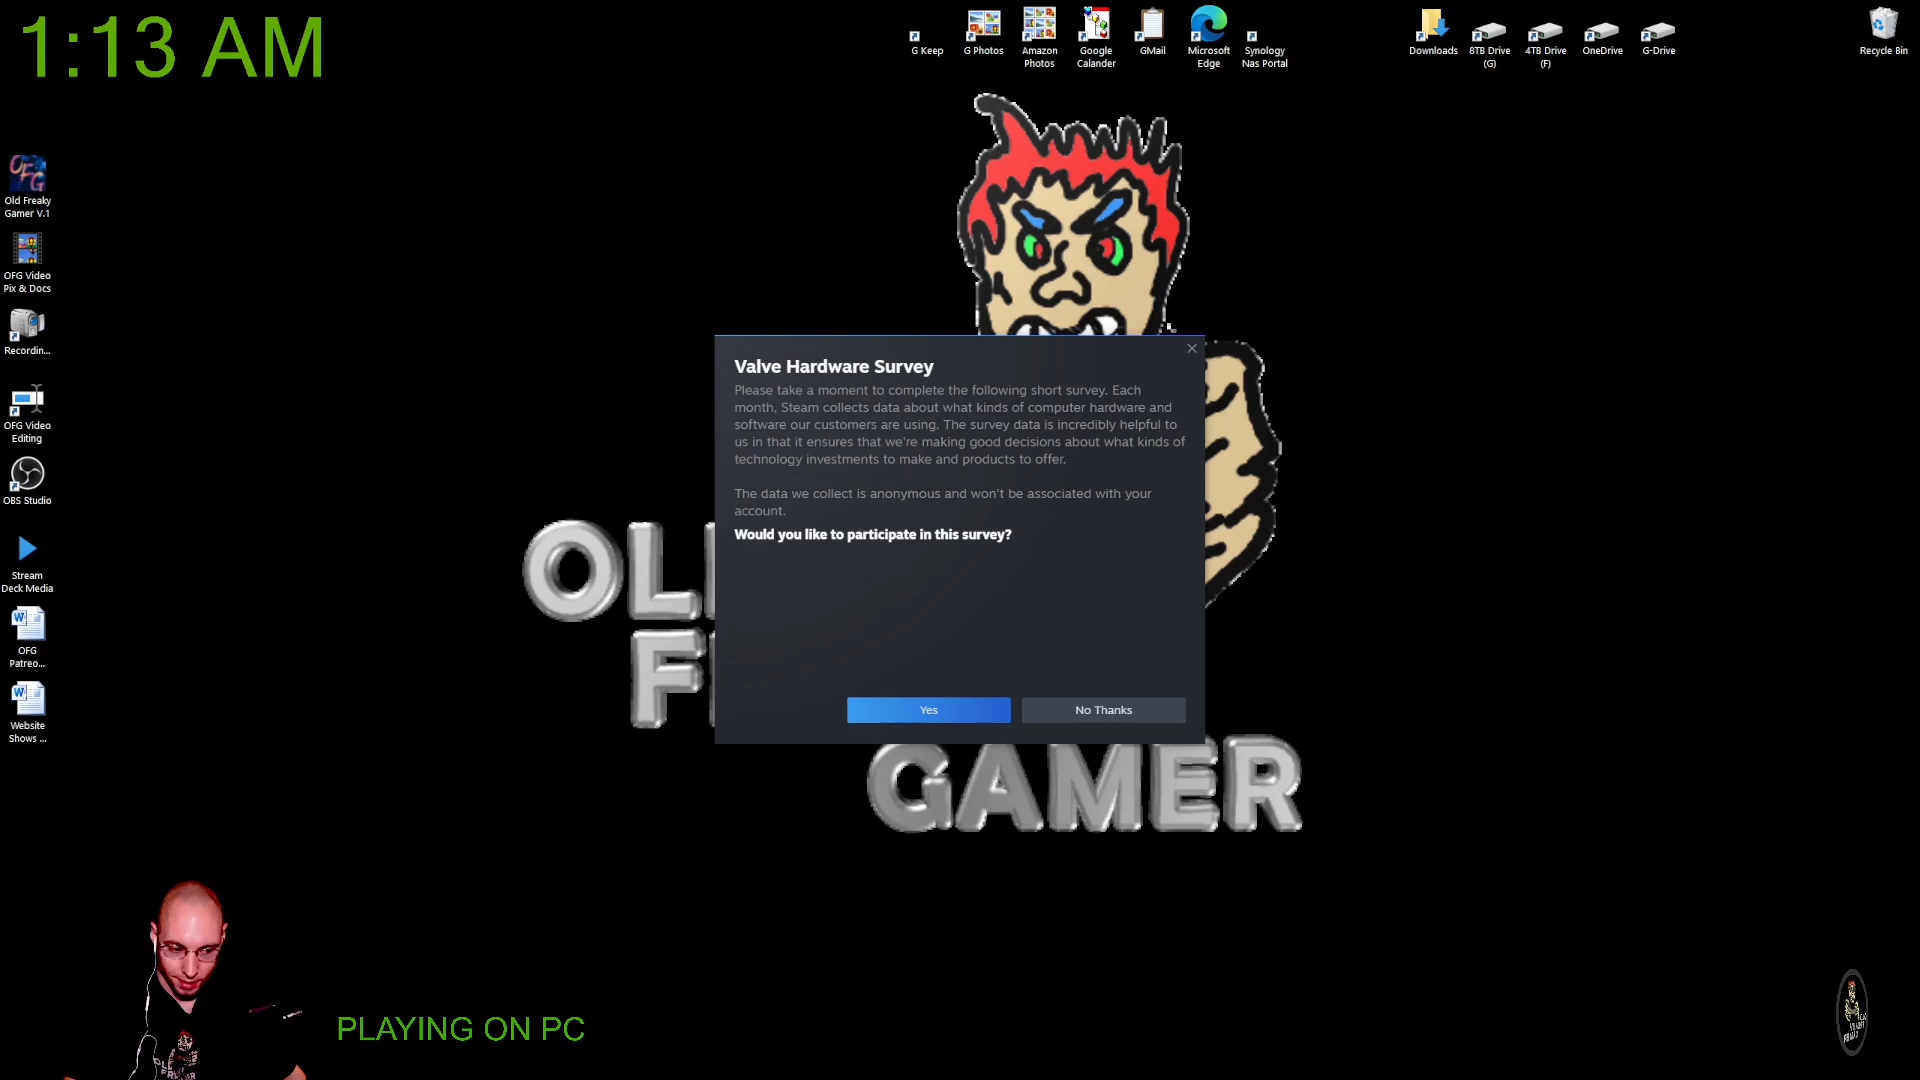 1:13 AM
G Keep
G Photos
Amazon
Photos
Google
Calander
GMail
Microsoft
Edge
Synology
Nas Portal
Downloads
8TB Drive
(G)
4TB Drive
(F)
OneDrive
G-Drive
Recycle Bin
OFG
Old Freaky
Gamer V.1
OFG Video
Pix & Docs
Recordin...
OFG Video
Editing
OBS Studio
Stream
Deck Media
OFG
Patreo...
Website
Shows ...
Valve Hardware Survey
Please take a moment to complete the following short survey. Each
month, Steam collects data about what kinds of computer hardware and
software our customers are using. The survey data is incredibly helpful to
us in that it ensures that we're making good decisions about what kinds of
technology investments to make and products to offer.
The data we collect is anonymous and won't be associated with your
account.
Would you like to participate in this survey?
Yes
No Thanks
OL
F
GAMER
PLAYING ON PC